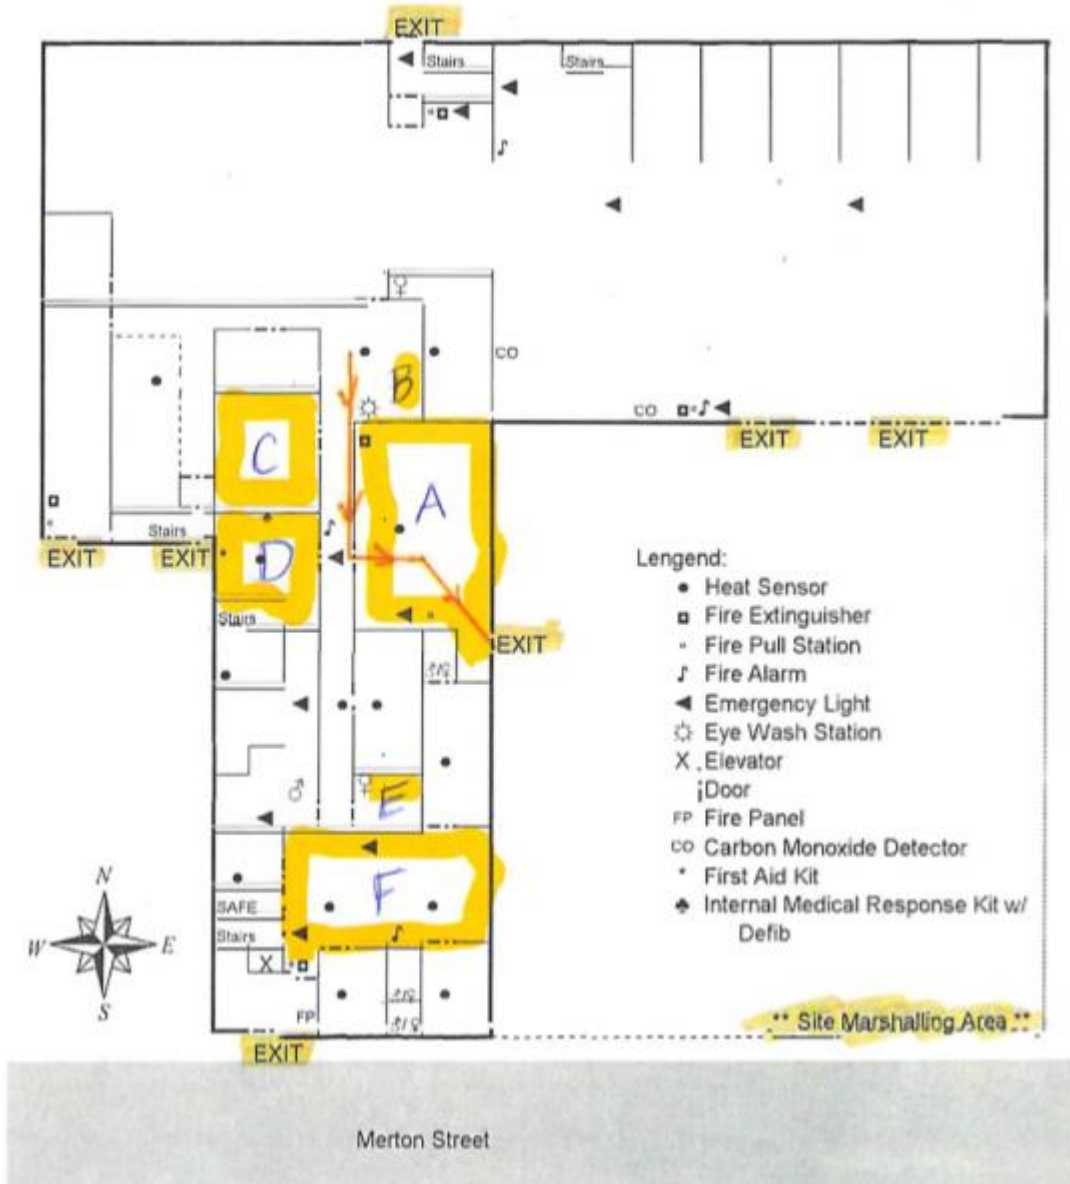 EXIT
Stairs
Stairs
CO
B
CO
EXIT
EXIT
C
A
Stairs
EXIT
EXIT
D
Stairs
EXIT
Lengend:
Heat Sensor
Fire Extinguisher
Fire Pull Station
Fire Alarm
Emergency Light
Eye Wash Station
X Elevator
Door
FP Fire Panel
CO Carbon Monoxide Detector
First Aid Kit
Internal Medical Response Kit w/
Defib
E
F
SAFE
Stairs
X
FP
N
W E
S
EXIT
** Site Marshalling Area **
Merton Street